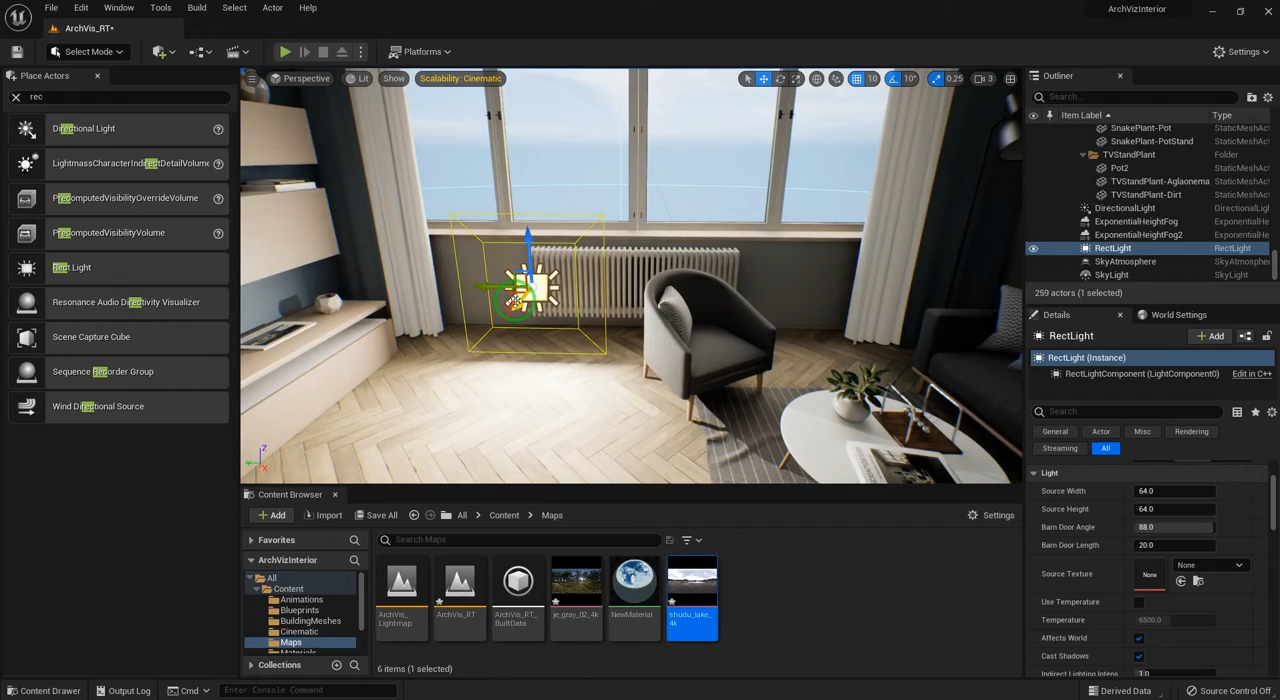 File Edit Window Tools Build Select Actor Help
ArchVizInterior
ArchVis_RT•
Select Mode
Platforms
Settings
Place Actors
rec
Directional Light
LightmassCharacterIndirectDetailVolume
PrecomputedVisibilityOverrideVolume
PrecomputedVisibilityVolume
Rect Light
Resonance Audio Directivity Visualizer
Scene Capture Cube
Sequence Recorder Group
Wind Directional Source
Perspective Lit Show Scalability: Cinematic
10 10° 0.25 3
Z
Y X
Outliner
Search...
Item Label Type
SnakePlant-Pot StaticMeshAct
SnakePlant-PotStand StaticMeshAct
TVStandPlant Folder
Pot2 StaticMeshAct
TVStandPlant-Aglaonema StaticMeshAct
TVStandPlant-Dirt StaticMeshAct
DirectionalLight DirectionalLigh
ExponentialHeightFog ExponentialHe
ExponentialHeightFog2 ExponentialHe
RectLight RectLight
SkyAtmosphere SkyAtmosphere
SkyLight SkyLight
259 actors (1 selected)
Details World Settings
RectLight Add
RectLight (Instance)
RectLightComponent (LightComponent0) Edit in C++
Search
General Actor Misc Rendering
Streaming All
Light
Source Width 64.0
Source Height 64.0
Barn Door Angle 88.0
Barn Door Length 20.0
Source Texture None None
Use Temperature
Temperature 6500.0
Affects World
Cast Shadows
Indirect Lighting Inten 1.0
Content Browser
Add Import Save All All Content Maps Settings
Favorites
Search Maps
ArchVizInterior
All
Content
Animations
Blueprints
BuildingMeshes
Cinematic
Maps
Materials
Collections
ArchVis_
Lightmap
ArchVis_RT
ArchVis_RT_
BuiltData
je_gray_02_4k
NewMaterial
shudu_lake_
4k
6 items (1 selected)
Content Drawer Output Log Cmd Enter Console Command Derived Data Source Control Off